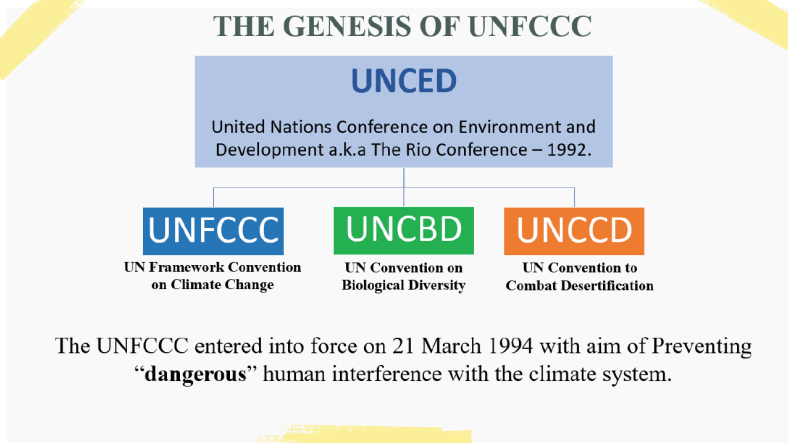 THE GENESIS OF UNFCCC
UNCED
United Nations Conference on Environment and
Development a.k.a The Rio Conference – 1992.
UNFCCC
UN Framework Convention
on Climate Change
UNCBD
UN Convention on
Biological Diversity
UNCCD
UN Convention to
Combat Desertification
The UNFCCC entered into force on 21 March 1994 with aim of Preventing
“dangerous” human interference with the climate system.